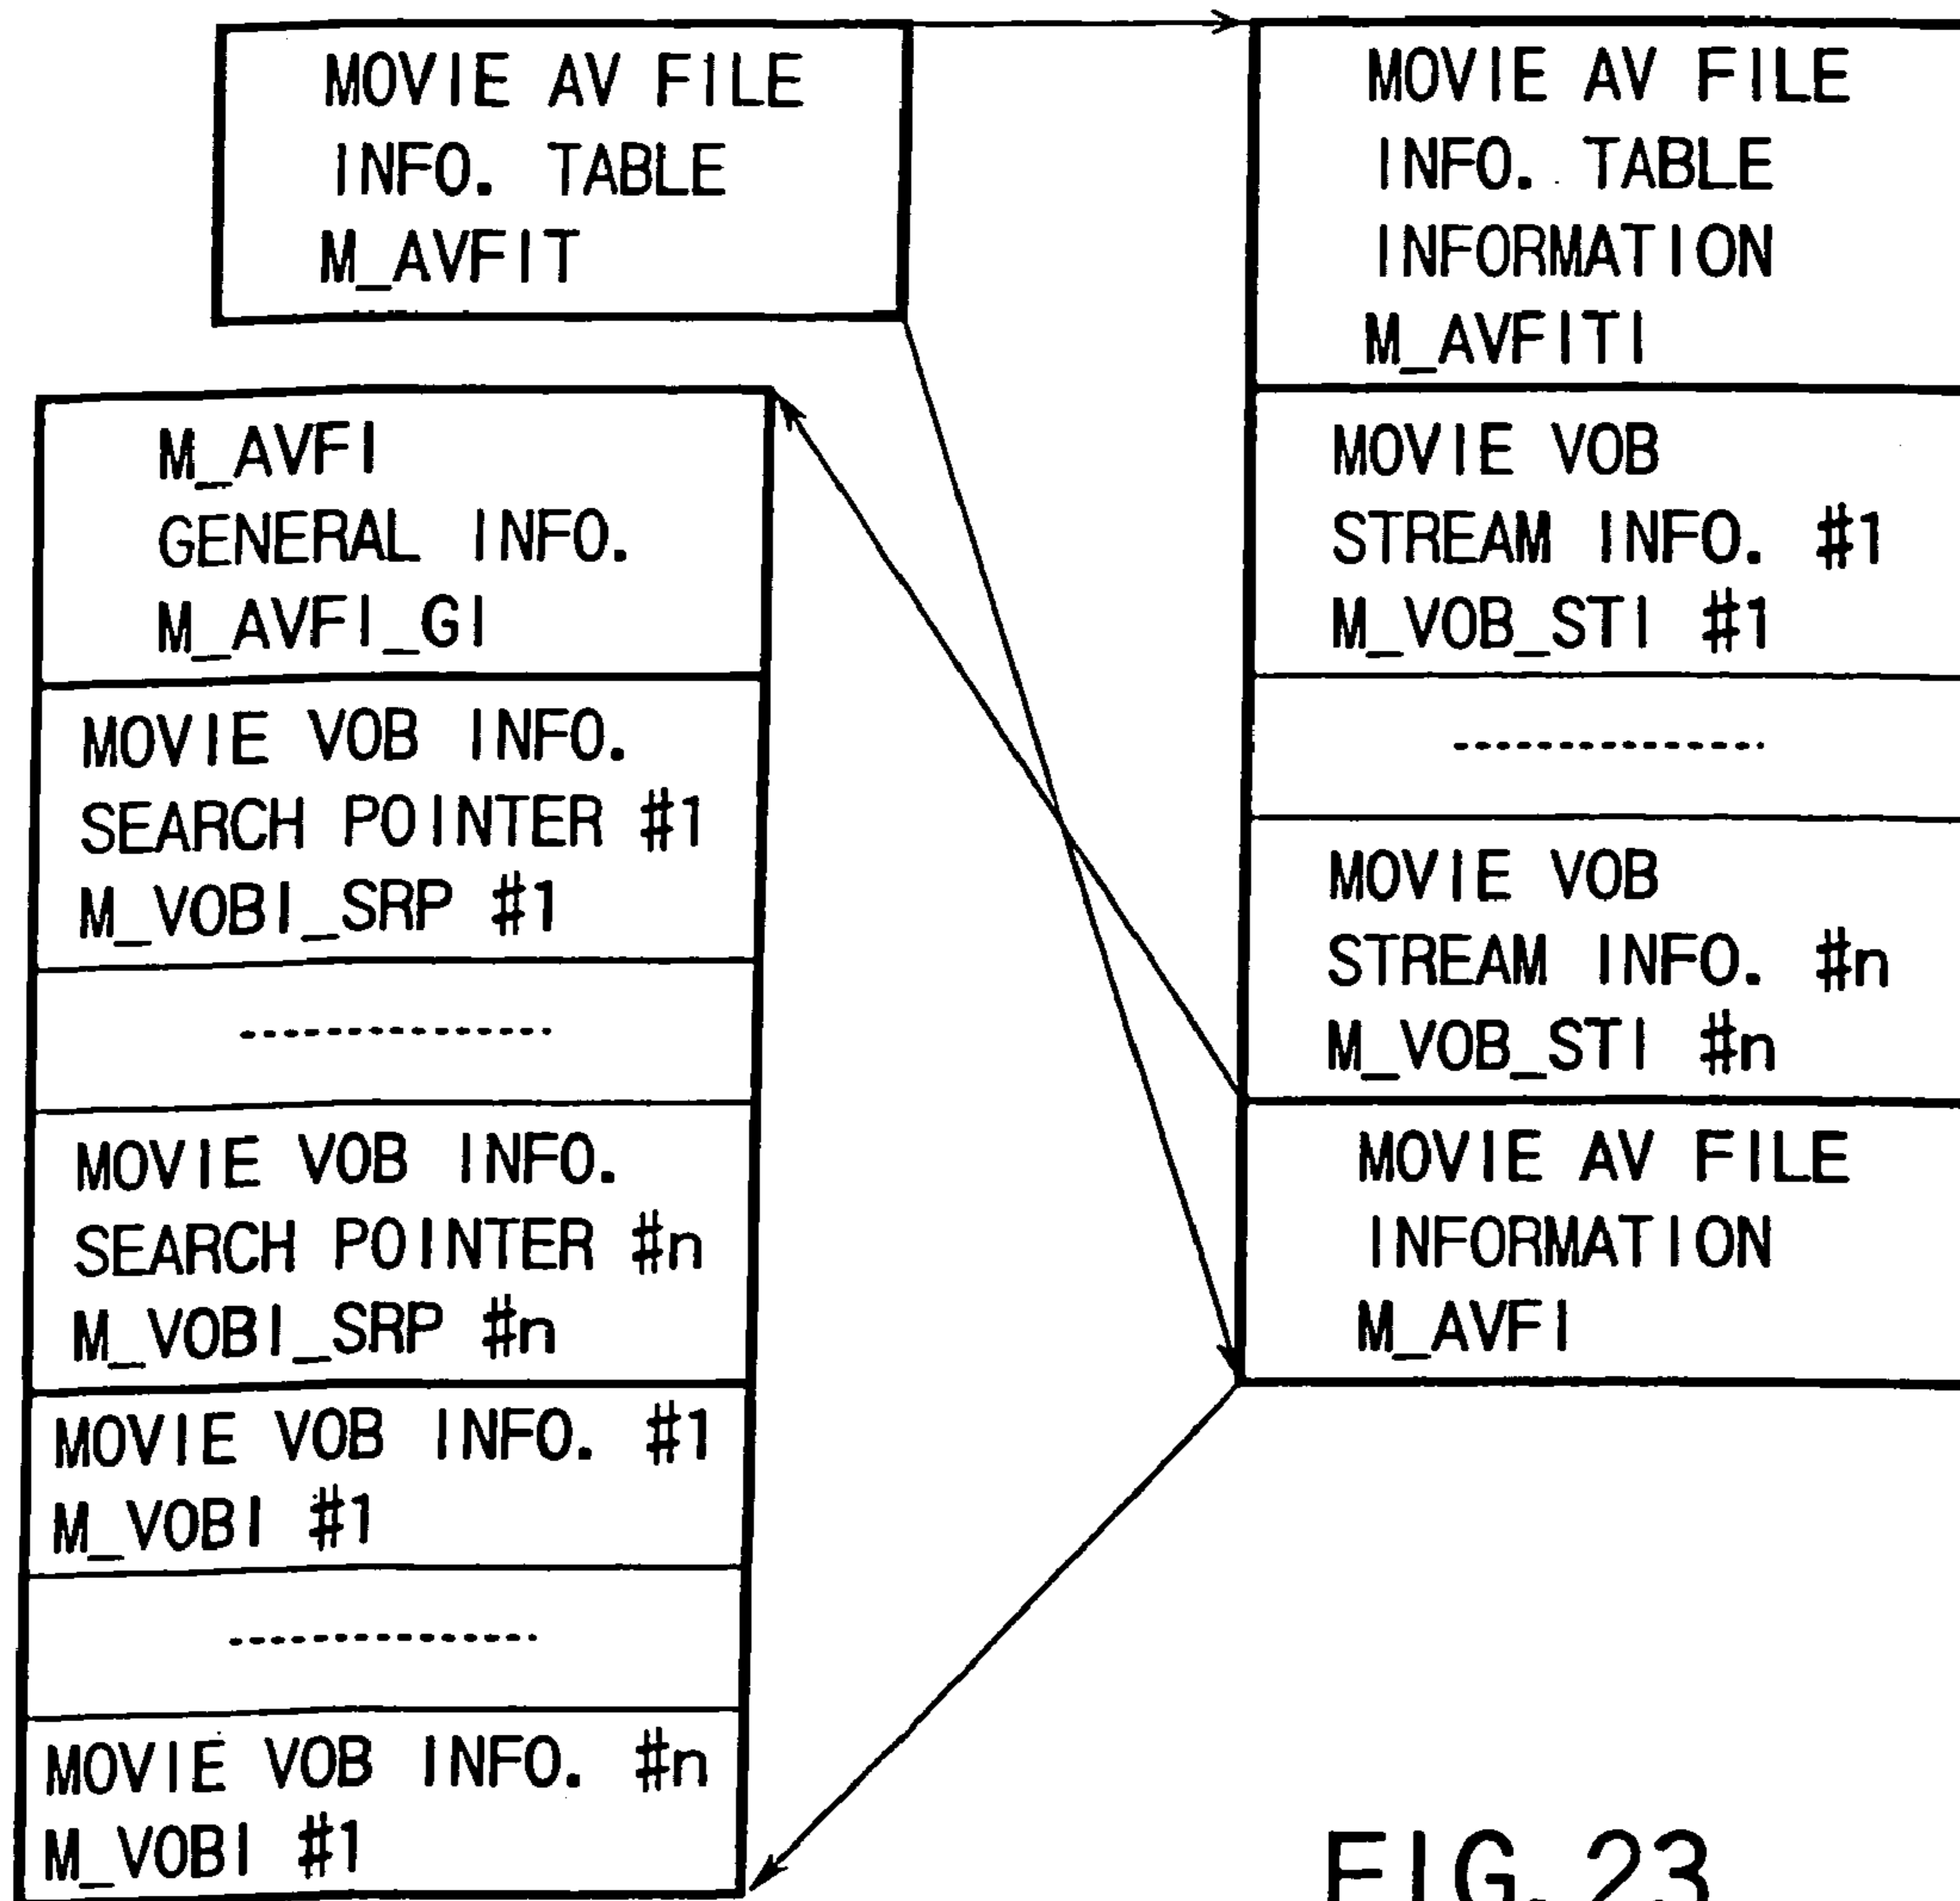 MOVIE AV FILE
INFO. TABLE
M_AVFIT
MOVIE AV FILE
INFO. TABLE
INFORMATION
M_AVFITI
MOVIE VOB
STREAM INFO. #1
M_VOB_STI #1
---------------
MOVIE VOB
STREAM INFO. #n
M_VOB_STI #n
MOVIE AV FILE
INFORMATION
M_AVFI
M_AVFI
GENERAL INFO.
M_AVFI_GI
MOVIE VOB INFO.
SEARCH POINTER #1
M_VOBI_SRP #1
---------------
MOVIE VOB INFO.
SEARCH POINTER #n
M_VOBI_SRP #n
MOVIE VOB INFO. #1
M_VOBI #1
---------------
MOVIE VOB INFO. #n
M_VOBI #1
FIG. 23